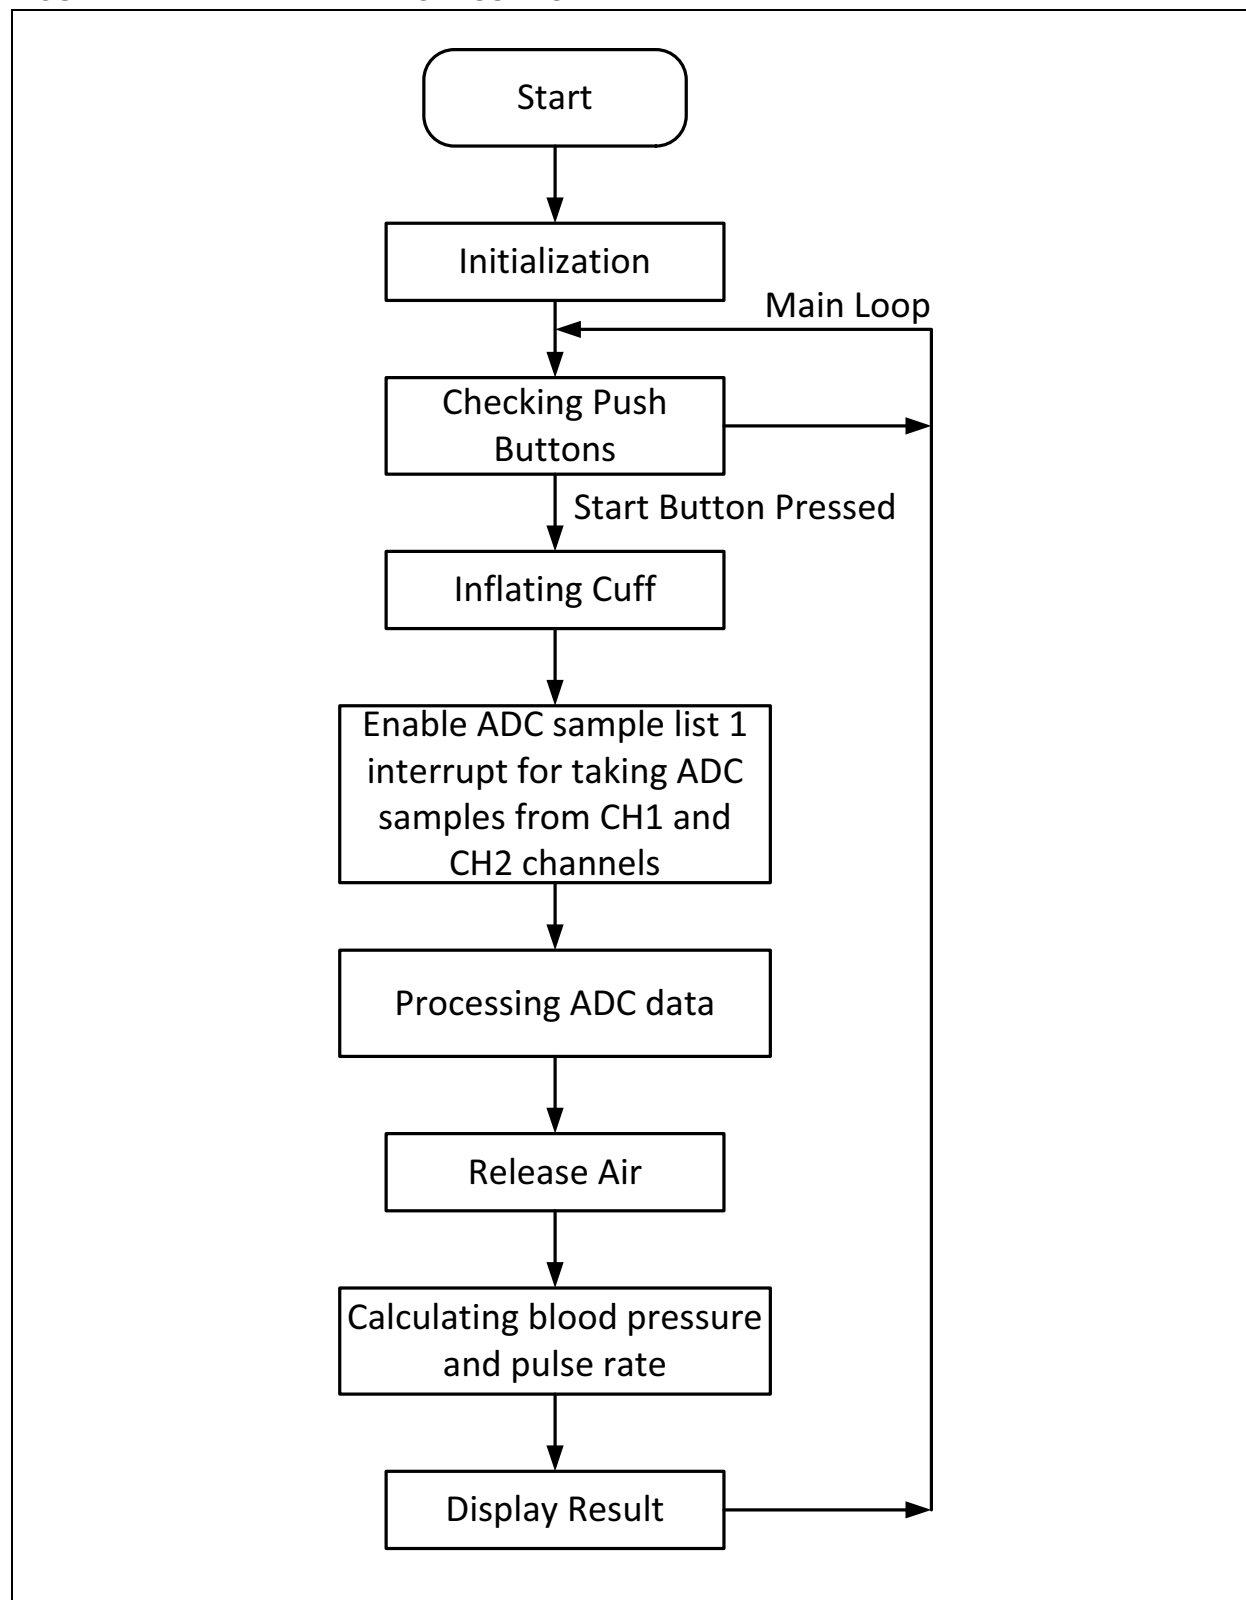 Start
Initialization
Main Loop
Checking Push
Buttons
Start Button Pressed
Inflating Cuff
Enable ADC sample list 1
interrupt for taking ADC
samples from CH1 and
CH2 channels
Processing ADC data
Release Air
Calculating blood pressure
and pulse rate
Display Result